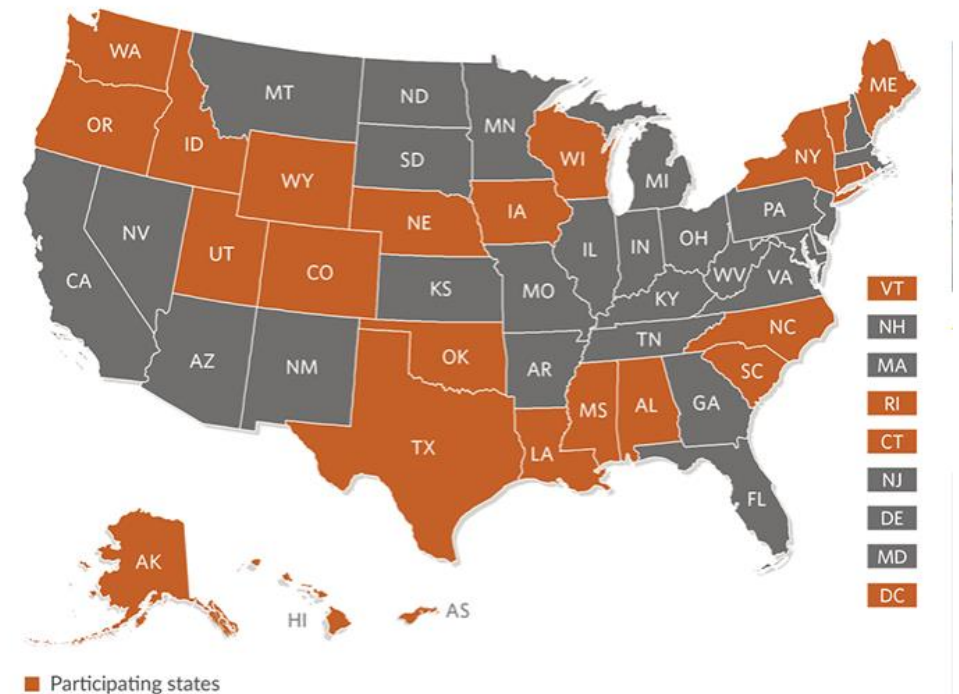 WA
MT
ND
MN
ME
OR
ID
SD
WI
NY
WY
MI
IA
PA
NE
NV
UT
CO
IL
IN
OH
WV
VA
CA
KS
MO
KY
VT
NC
NH
TN
OK
AZ
NM
AR
SC
MA
MS
AL
GA
RI
TX
LA
CT
NJ
FL
DE
MD
AK
DC
HI
AS
Participating states